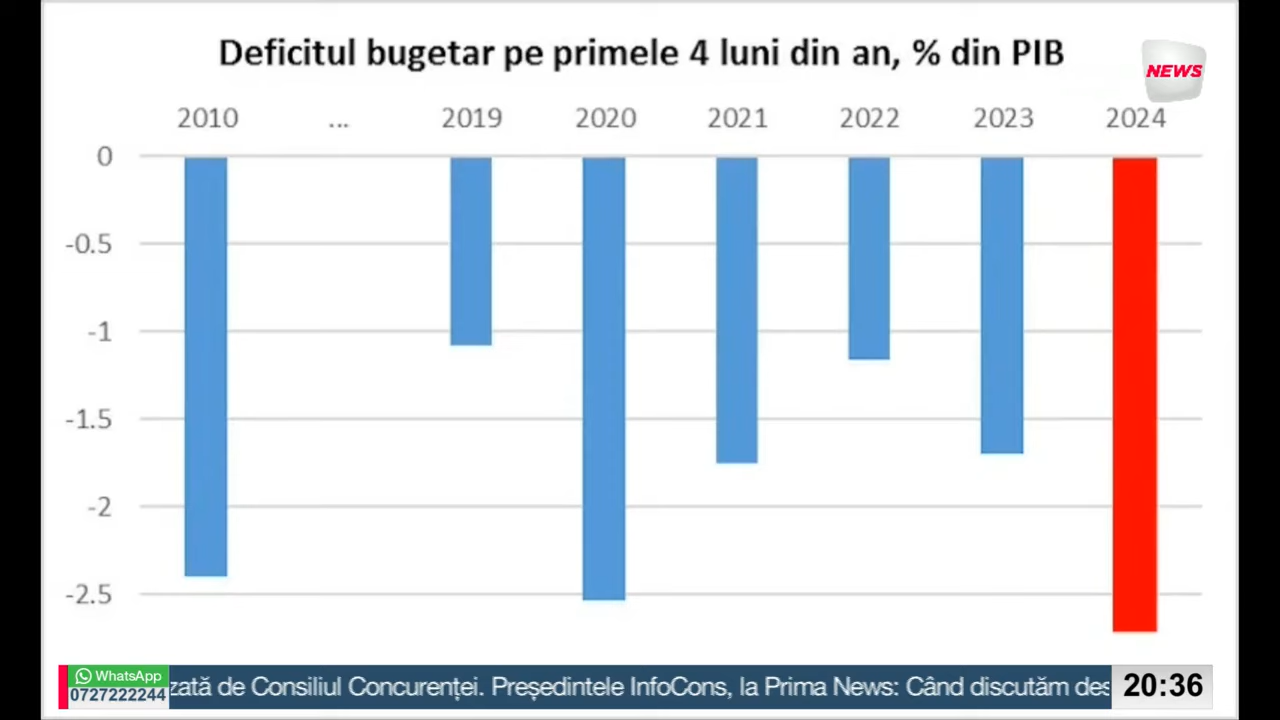 Deficitul bugetar pe primele 4 luni din an, % din PIB
NEWS
2010 ... 2019 2020 2021 2022 2023 2024
0
-0.5
-1
-1.5
-2
-2.5
WhatsApp
0727222244
zată de Consiliul Concurenței. Președintele InfoCons, la Prima News: Când discutăm des
20:36